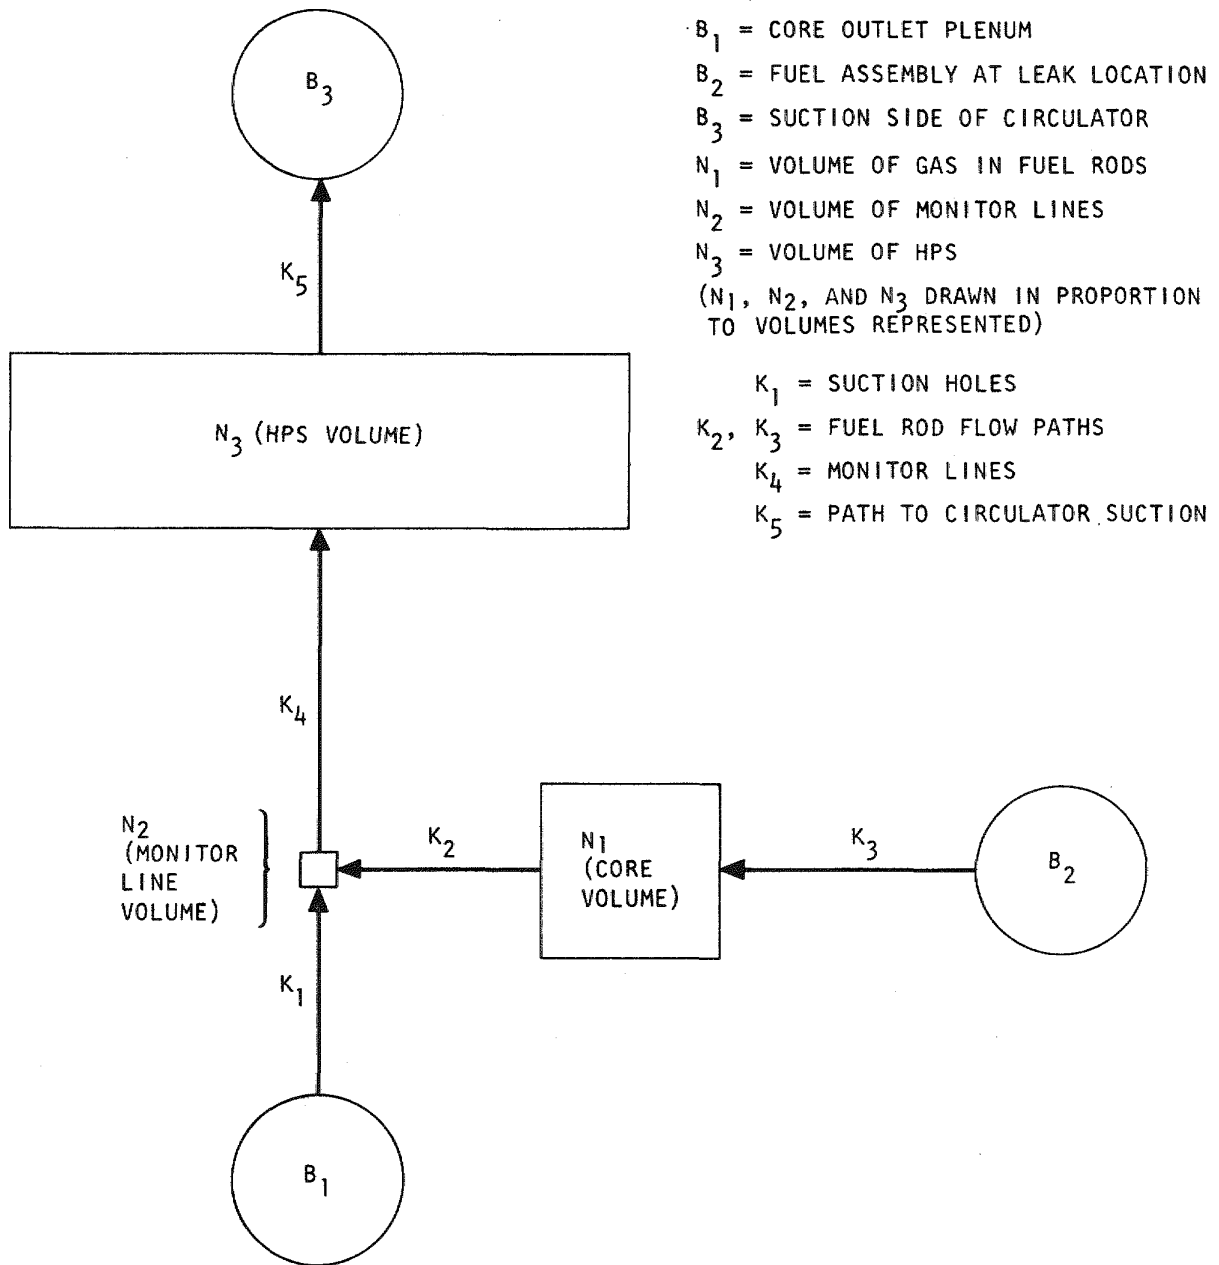 B1 = CORE OUTLET PLENUM
B2 = FUEL ASSEMBLY AT LEAK LOCATION
B3 = SUCTION SIDE OF CIRCULATOR
N1 = VOLUME OF GAS IN FUEL RODS
N2 = VOLUME OF MONITOR LINES
N3 = VOLUME OF HPS
(N1, N2, AND N3 DRAWN IN PROPORTION
TO VOLUMES REPRESENTED)
K1 = SUCTION HOLES
K2, K3 = FUEL ROD FLOW PATHS
K4 = MONITOR LINES
K5 = PATH TO CIRCULATOR SUCTION
B3
K5
N3 (HPS VOLUME)
K4
N2
(MONITOR
LINE
VOLUME)
K2
N1
(CORE
VOLUME)
K3
B2
K1
B1